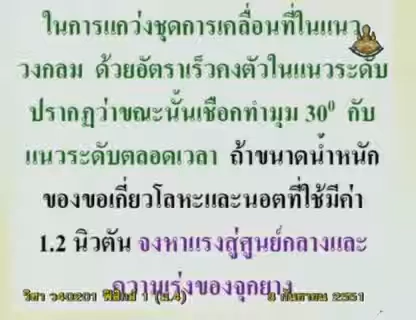 ในการแกว่งชุดการเคลื่อนที่ในแนว
วงกลม ด้วยอัตราเร็วคงตัวในแนวระดับ
ปรากฏว่าขณะนั้นเชือกทำมุม 30⁰ กับ
แนวระดับตลอดเวลา ถ้าขนาดน้ำหนัก
ของขอเกี่ยวโลหะและนอตที่ใช้มีค่า
1.2 นิวตัน จงหาแรงสู่ศูนย์กลางและ
ความเร่งของจุกยาง
วิชา ว40201 ฟิสิกส์ 1 (ม.4) 8 กันยายน 2551